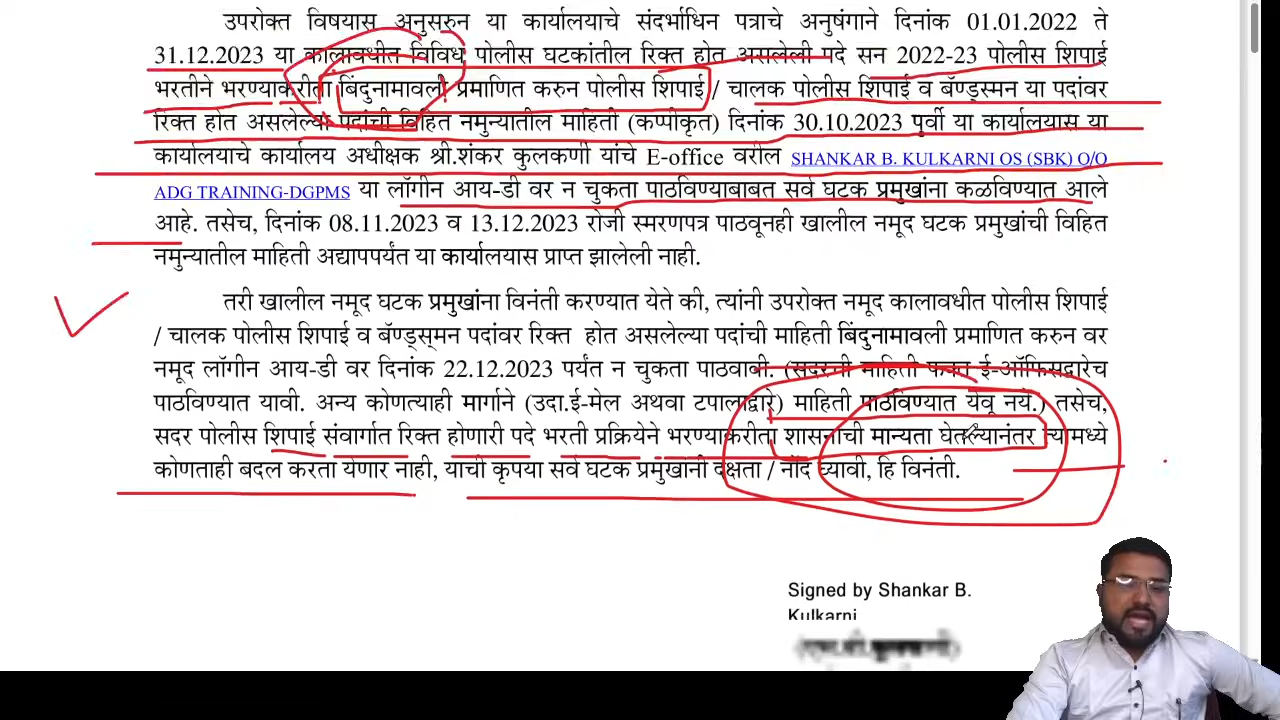 उपरोक्त विषयास अनुसरुन या कार्यालयाचे संदर्भाधिन पत्राचे अनुषंगाने दिनांक 01.01.2022 ते
31.12.2023 या कालावधीत विविध पोलीस घटकांतील रिक्त होत असलेली पदे सन 2022-23 पोलीस शिपाई
भरतीने भरण्याकरीता बिंदुनामावली प्रमाणित करुन पोलीस शिपाई / चालक पोलीस शिपाई व बॅण्ड्स्मन या पदांवर
रिक्त होत असलेल्या पदांची विहित नमुन्यातील माहिती (कप्पीकृत) दिनांक 30.10.2023 पुर्वी या कार्यालयास या
कार्यालयाचे कार्यालय अधीक्षक श्री.शंकर कुलकर्णी यांचे E-office वरील SHANKAR B. KULKARNI OS (SBK) O/O
ADG TRAINING-DGPMS या लॉगीन आय-डी वर न चुकता पाठविण्याबाबत सर्व घटक प्रमुखांना कळविण्यात आले
आहे. तसेच, दिनांक 08.11.2023 व 13.12.2023 रोजी स्मरणपत्र पाठवूनही खालील नमूद घटक प्रमुखांची विहित
नमुन्यातील माहिती अद्यापपर्यंत या कार्यालयास प्राप्त झालेली नाही.
तरी खालील नमूद घटक प्रमुखांना विनंती करण्यात येते की, त्यांनी उपरोक्त नमूद कालावधीत पोलीस शिपाई
/ चालक पोलीस शिपाई व बॅण्ड्स्मन पदांवर रिक्त होत असलेल्या पदांची माहिती बिंदुनामावली प्रमाणित करुन वर
नमूद लॉगीन आय-डी वर दिनांक 22.12.2023 पर्यंत न चुकता पाठवावी. (सदरची माहिती फक्त ई-ऑफिसद्वारेच
पाठविण्यात यावी. अन्य कोणत्याही मार्गाने (उदा.ई-मेल अथवा टपालाद्वारे) माहिती पाठविण्यात येवू नये.) तसेच,
सदर पोलीस शिपाई संवार्गात रिक्त होणारी पदे भरती प्रक्रियेने भरण्याकरीता शासनाची मान्यता घेतल्यानंतर त्यामध्ये
कोणताही बदल करता येणार नाही, याची कृपया सर्व घटक प्रमुखांनी दक्षता / नोंद घ्यावी, हि विनंती.
Signed by Shankar B.
Kulkarni